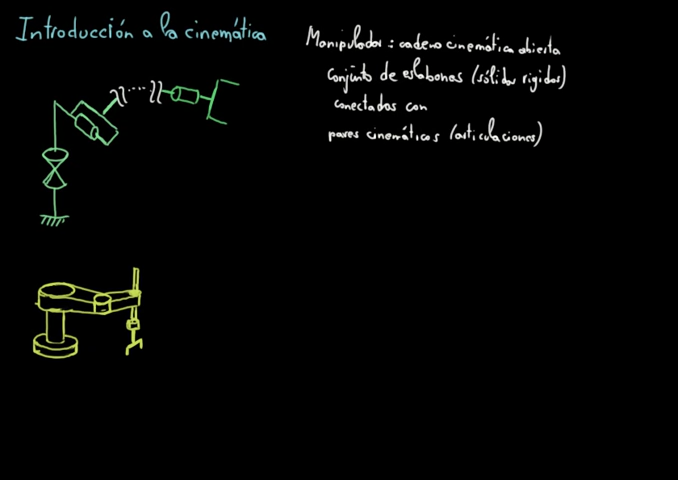 Introducción a la cinemática
Manipulador : cadena cinemática abierta
conjunto de eslabones (sólidos rígidos)
conectados con
pares cinemáticos (articulaciones)